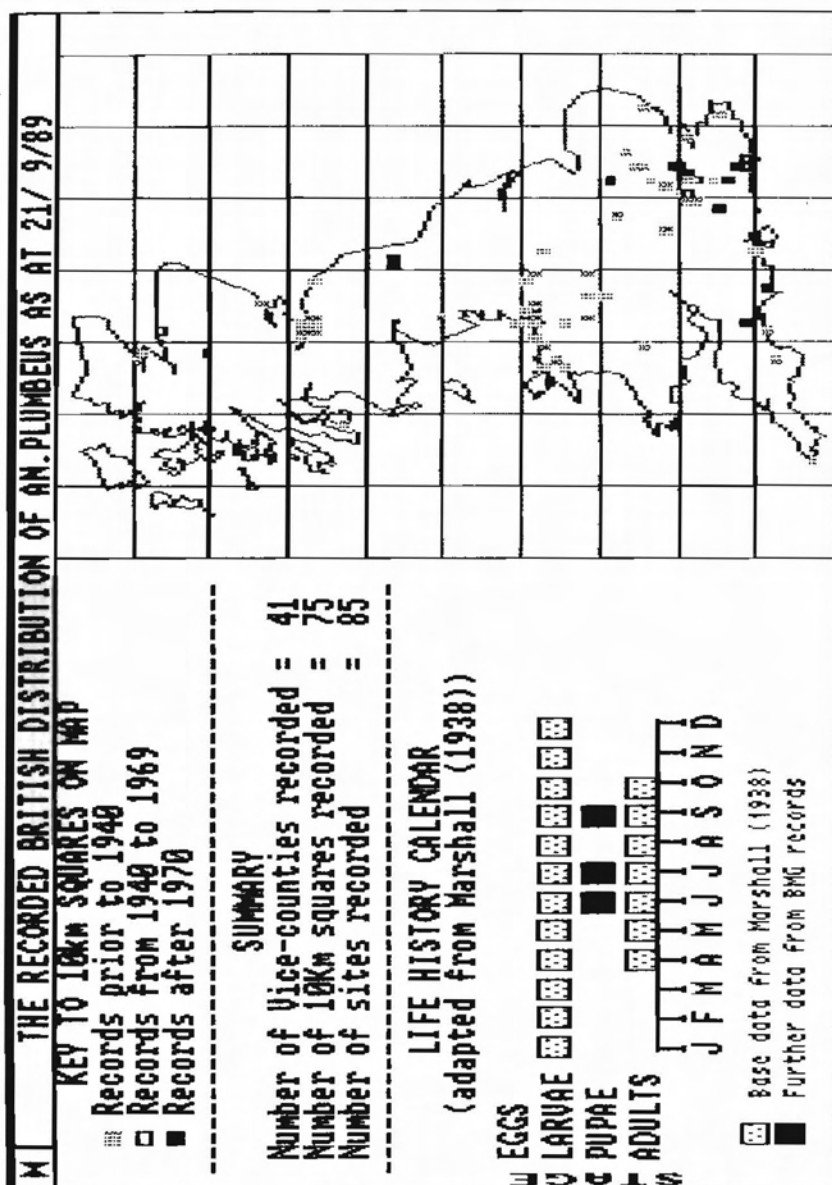 THE RECORDED BRITISH DISTRIBUTION OF AN.PLUMBEUS AS AT 21/ 9/89
KEY TO 10Km SQUARES ON MAP
Records prior to 1940
Records from 1940 to 1969
Records after 1970
SUMMARY
Number of Vice-counties recorded = 41
Number of 10Km squares recorded = 75
Number of sites recorded = 85
LIFE HISTORY CALENDAR
(adapted from Marshall (1938))
EGGS
LARVAE
PUPAE
ADULTS
J F M A M J J A S O N D
Base data from Marshall (1938)
Further data from BMG records